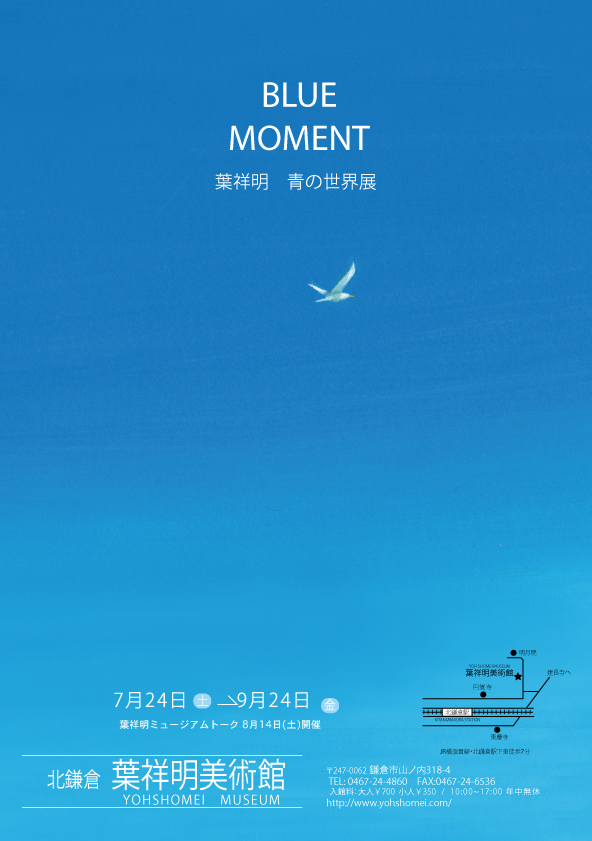 BLUE
MOMENT
葉祥明　青の世界展
明月院
YOHSHOMEI MUSEUM
葉祥明美術館
建長寺へ
円覚寺
北鎌倉駅
KITAKAMAKURA STATION
東慶寺
JR横須賀線・北鎌倉駅下車徒歩7分
7月24日 土 → 9月24日 金
葉祥明ミュージアムトーク 8月14日(土)開催
北鎌倉 葉祥明美術館
YOHSHOMEI MUSEUM
〒247-0062 鎌倉市山ノ内318-4
TEL: 0467-24-4860 FAX:0467-24-6536
入館料：大人￥700 小人￥350 / 10:00~17:00 年中無休
http://www.yohshomei.com/